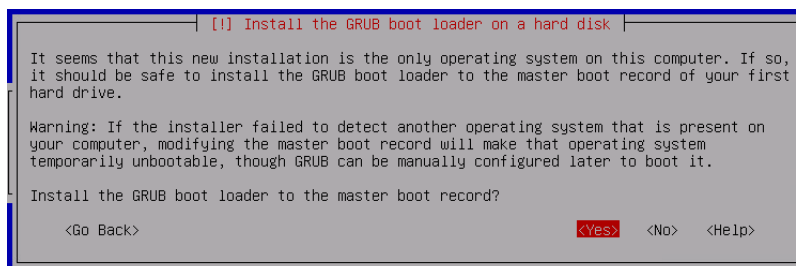 [!] Install the GRUB boot loader on a hard disk
It seems that this new installation is the only operating system on this computer. If so,
it should be safe to install the GRUB boot loader to the master boot record of your first
hard drive.
Warning: If the installer failed to detect another operating system that is present on
your computer, modifying the master boot record will make that operating system
temporarily unbootable, though GRUB can be manually configured later to boot it.
Install the GRUB boot loader to the master boot record?
<Go Back> <Yes> <No> <Help>